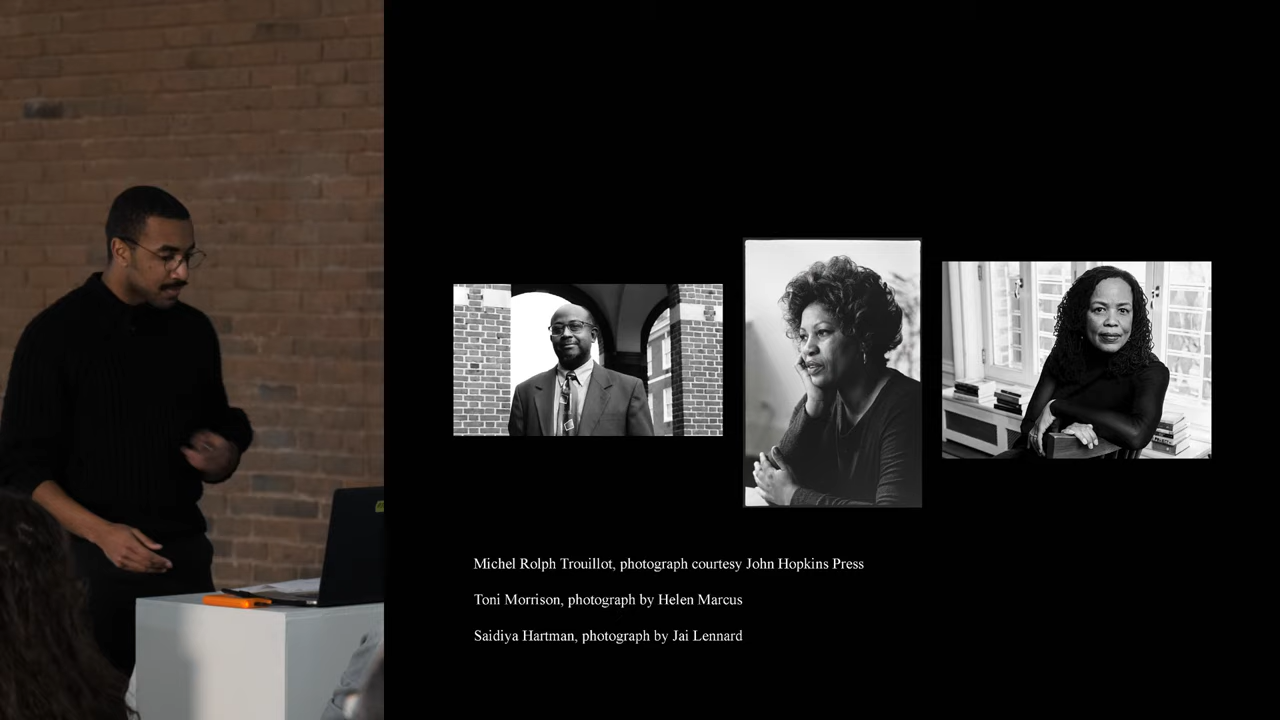 Michel Rolph Trouillot, photograph courtesy John Hopkins Press
Toni Morrison, photograph by Helen Marcus
Saidiya Hartman, photograph by Jai Lennard